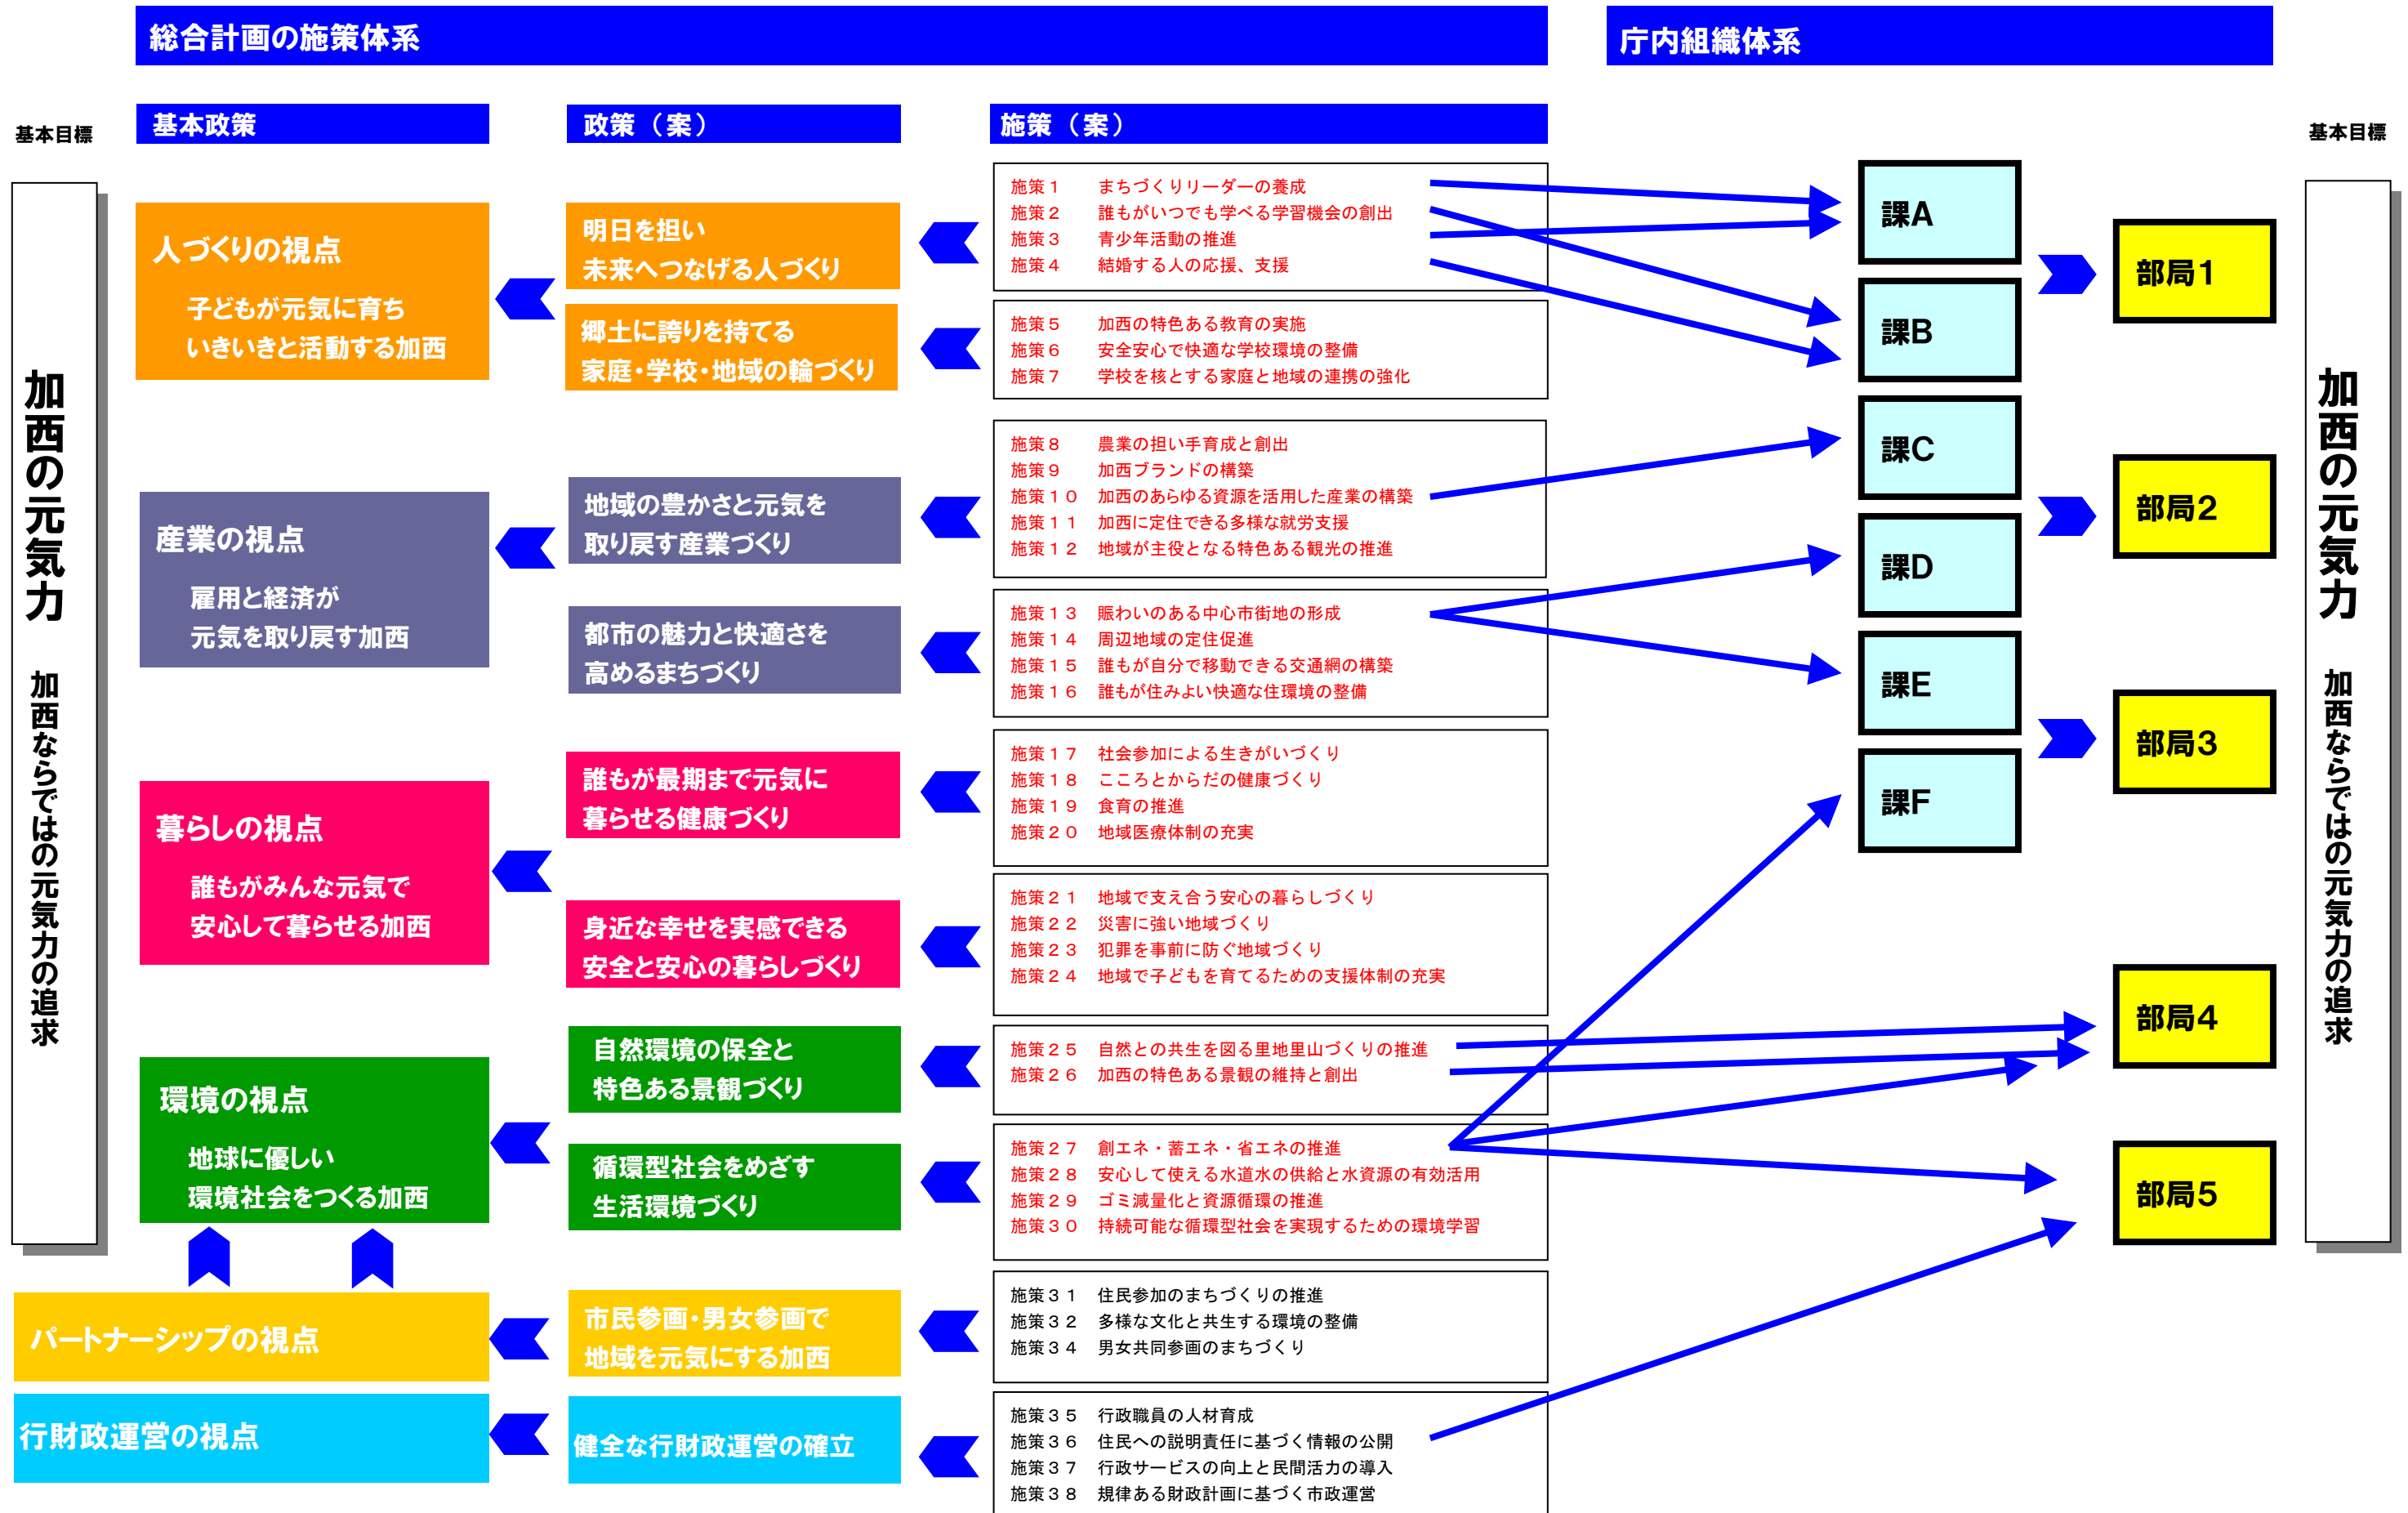 総合計画の施策体系
庁内組織体系
基本目標
基本政策
政策（案）
施策（案）
基本目標
加西の元気力 加西ならではの元気力の追求
人づくりの視点
子どもが元気に育ち
いきいきと活動する加西
産業の視点
雇用と経済が
元気を取り戻す加西
暮らしの視点
誰もがみんな元気で
安心して暮らせる加西
環境の視点
地球に優しい
環境社会をつくる加西
パートナーシップの視点
行財政運営の視点
明日を担い
未来へつなげる人づくり
郷土に誇りを持てる
家庭・学校・地域の輪づくり
地域の豊かさと元気を
取り戻す産業づくり
都市の魅力と快適さを
高めるまちづくり
誰もが最期まで元気に
暮らせる健康づくり
身近な幸せを実感できる
安全と安心の暮らしづくり
自然環境の保全と
特色ある景観づくり
循環型社会をめざす
生活環境づくり
市民参画・男女参画で
地域を元気にする加西
健全な行財政運営の確立
施策１ まちづくりリーダーの養成
施策２ 誰もがいつでも学べる学習機会の創出
施策３ 青少年活動の推進
施策４ 結婚する人の応援、支援
施策５ 加西の特色ある教育の実施
施策６ 安全安心で快適な学校環境の整備
施策７ 学校を核とする家庭と地域の連携の強化
施策８ 農業の担い手育成と創出
施策９ 加西ブランドの構築
施策１０ 加西のあらゆる資源を活用した産業の構築
施策１１ 加西に定住できる多様な就労支援
施策１２ 地域が主役となる特色ある観光の推進
施策１３ 賑わいのある中心市街地の形成
施策１４ 周辺地域の定住促進
施策１５ 誰もが自分で移動できる交通網の構築
施策１６ 誰もが住みよい快適な住環境の整備
施策１７ 社会参加による生きがいづくり
施策１８ こころとからだの健康づくり
施策１９ 食育の推進
施策２０ 地域医療体制の充実
施策２１ 地域で支え合う安心の暮らしづくり
施策２２ 災害に強い地域づくり
施策２３ 犯罪を事前に防ぐ地域づくり
施策２４ 地域で子どもを育てるための支援体制の充実
施策２５ 自然との共生を図る里地里山づくりの推進
施策２６ 加西の特色ある景観の維持と創出
施策２７ 創エネ・蓄エネ・省エネの推進
施策２８ 安心して使える水道水の供給と水資源の有効活用
施策２９ ゴミ減量化と資源循環の推進
施策３０ 持続可能な循環型社会を実現するための環境学習
施策３１ 住民参加のまちづくりの推進
施策３２ 多様な文化と共生する環境の整備
施策３４ 男女共同参画のまちづくり
施策３５ 行政職員の人材育成
施策３６ 住民への説明責任に基づく情報の公開
施策３７ 行政サービスの向上と民間活力の導入
施策３８ 規律ある財政計画に基づく市政運営
課A
課B
課C
課D
課E
課F
部局1
部局2
部局3
部局4
部局5
加西の元気力 加西ならではの元気力の追求